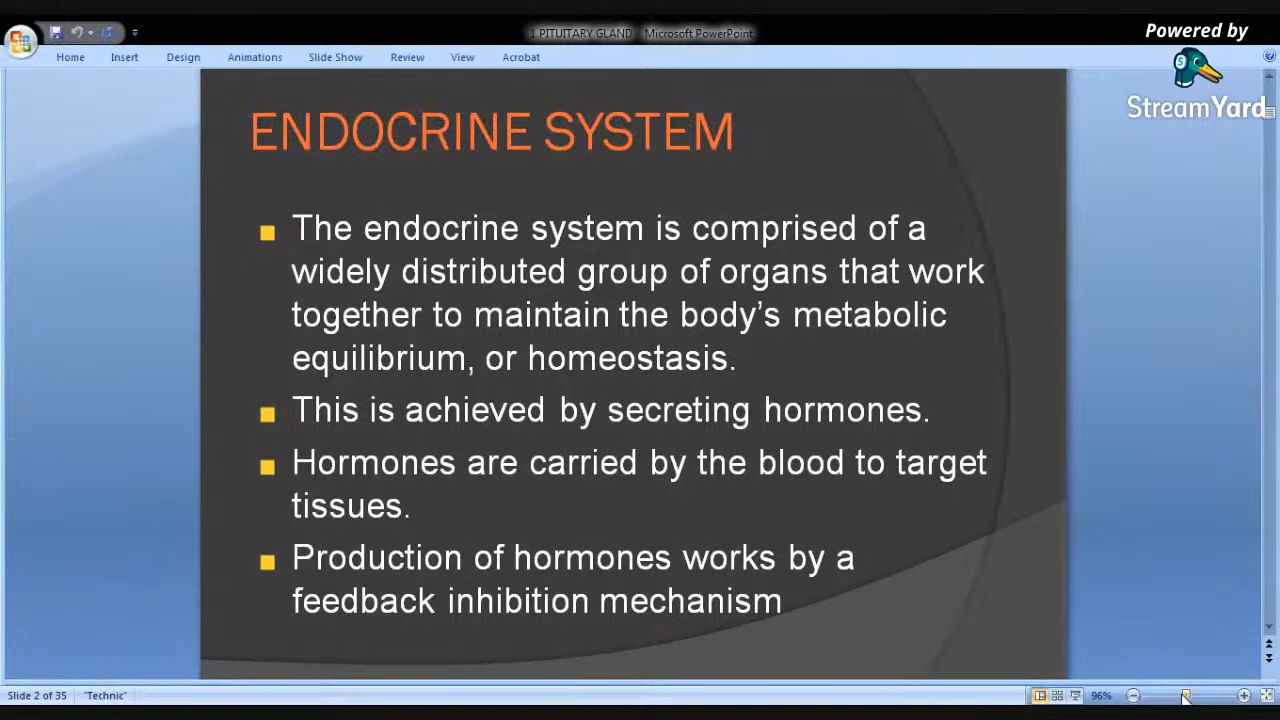 1.PITUITARY GLAND Microsoft PowerPoint
Powered by
StreamYard
Home Insert Design Animations Slide Show Review View Acrobat
ENDOCRINE SYSTEM
The endocrine system is comprised of a
widely distributed group of organs that work
together to maintain the body’s metabolic
equilibrium, or homeostasis.
This is achieved by secreting hormones.
Hormones are carried by the blood to target
tissues.
Production of hormones works by a
feedback inhibition mechanism
Slide 2 of 35 "Technic" 96%